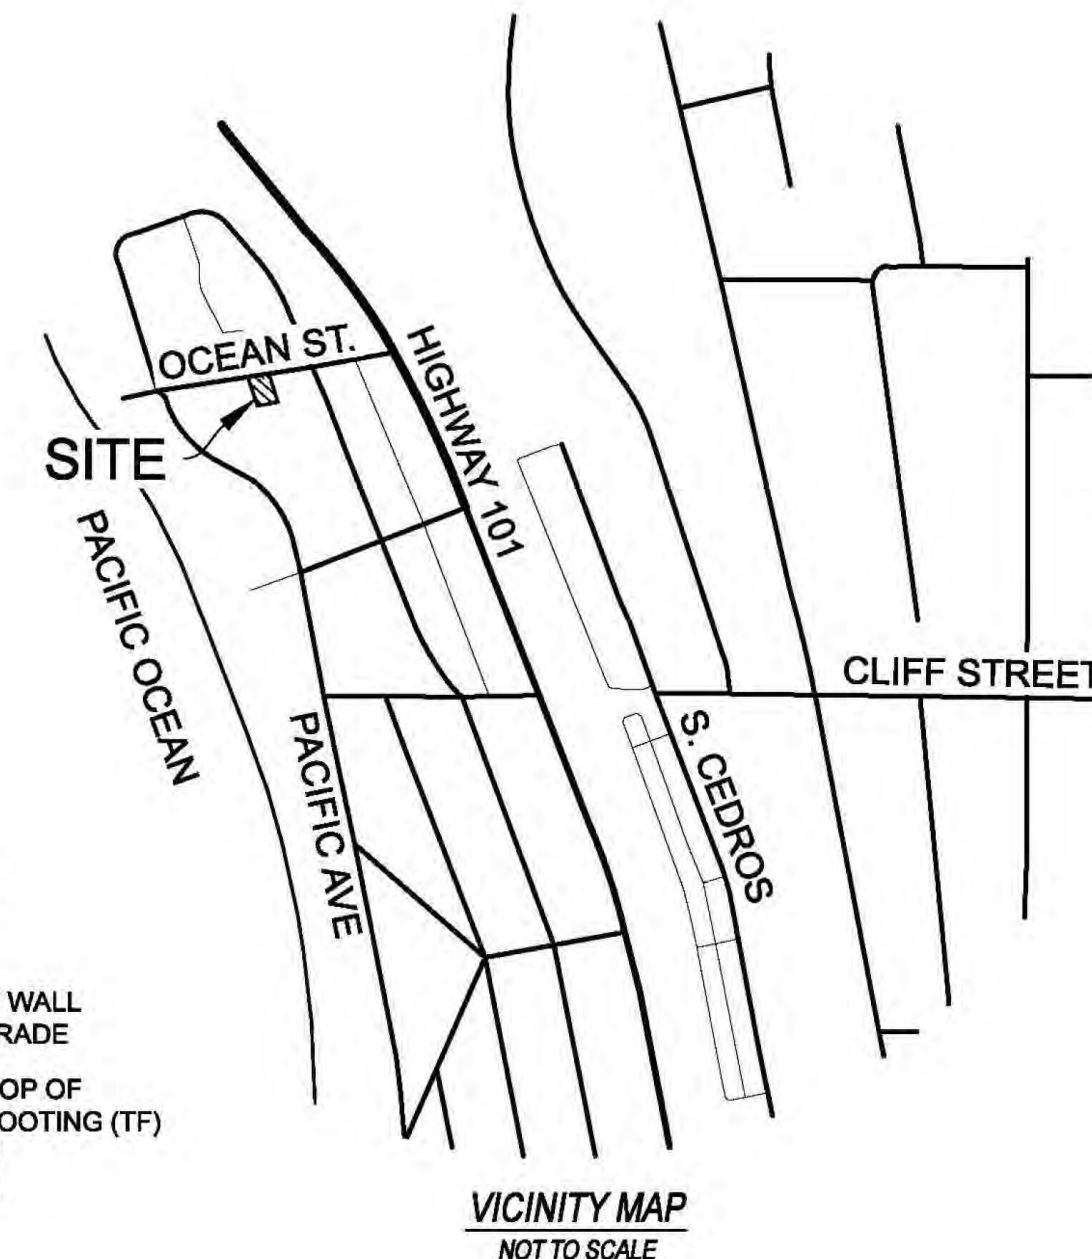 OCEAN ST.
HIGHWAY 101
SITE
PACIFIC OCEAN
CLIFF STREET
PACIFIC AVE
S. CEDROS
WALL
RADE
OP OF
OOTING (TF)
VICINITY MAP
NOT TO SCALE